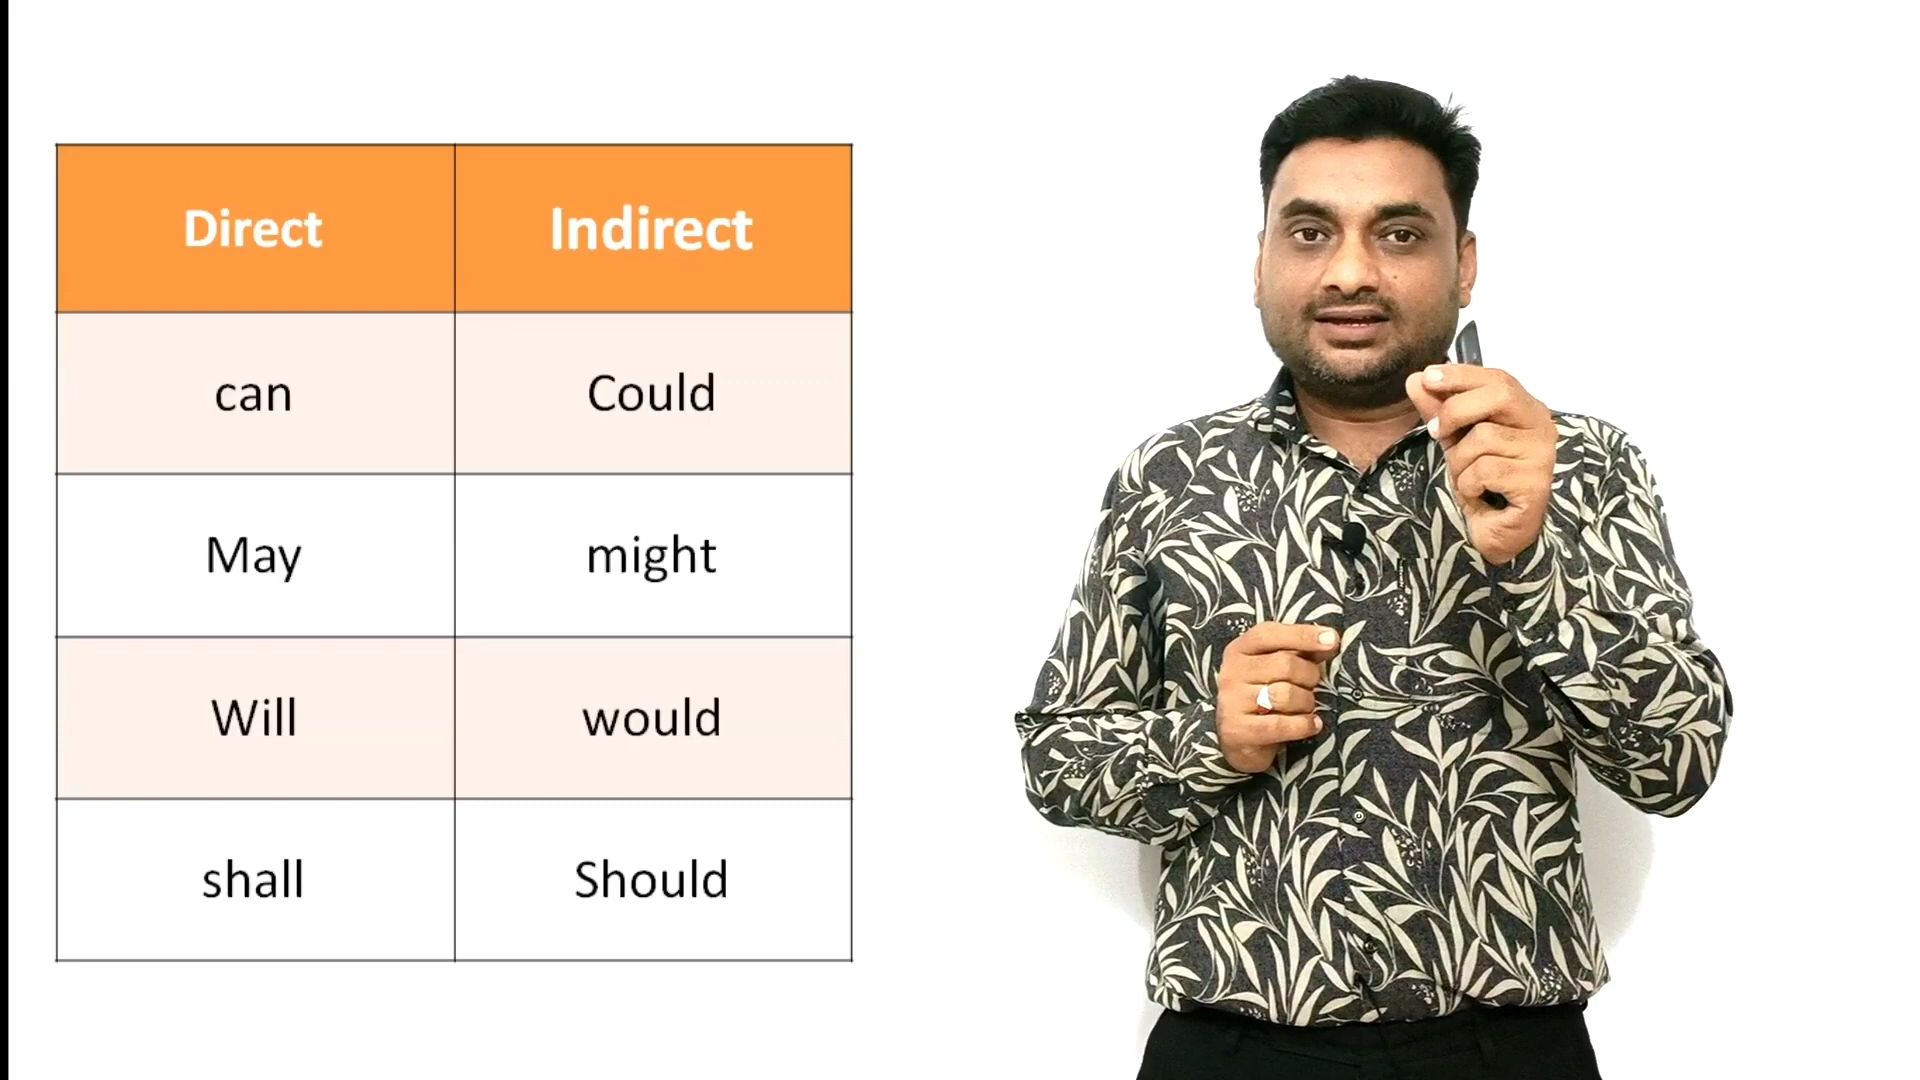 Direct Indirect
can Could
May might
Will would
shall Should